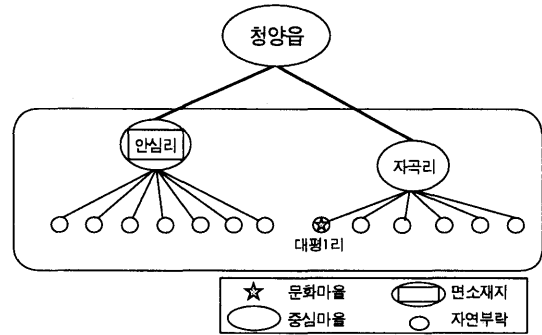 청양읍
안심리
자곡리
대평1리
문화마을
면소재지
중심마을
자연부락